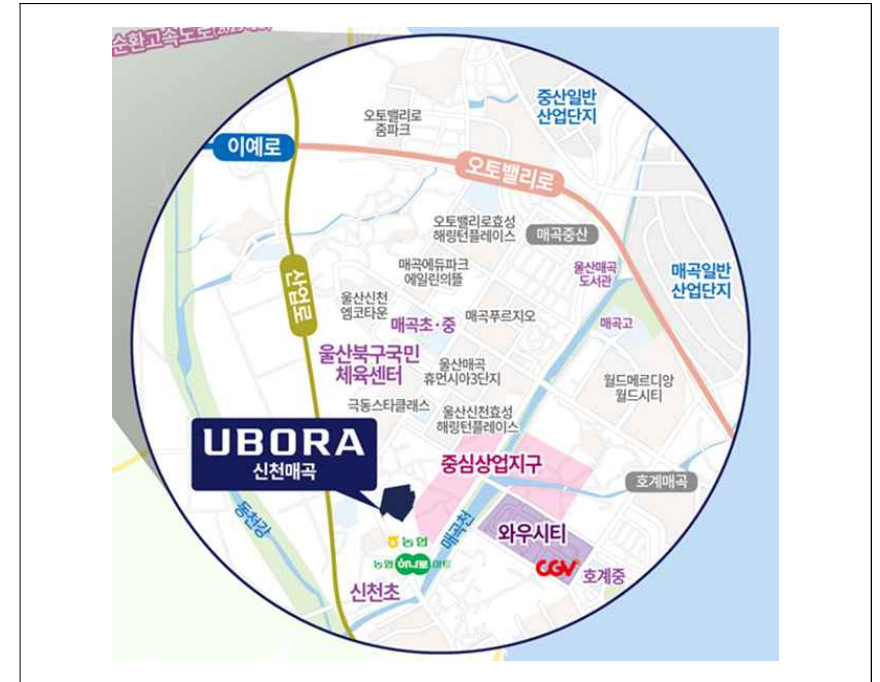 중산일반
산업단지
오토밸리로
줌파크
이예로
오토밸리로
오토밸리로효성
해링턴플레이스
매곡중산
매곡에듀파크
에일린의뜰
울산매곡
도서관
매곡일반
산업단지
산업로
울산신천
엠코타운
매곡초·중
매곡푸르지오
매곡고
울산북구국민
체육센터
울산매곡
휴먼시아3단지
월드메르디앙
월드시티
극동스타클래스
울산신천효성
해링턴플레이스
UBORA
신천매곡
중심상업지구
호계매곡
동천강
매곡천
와우시티
농협
농협 하나로 마트
CGV
호계중
신천초